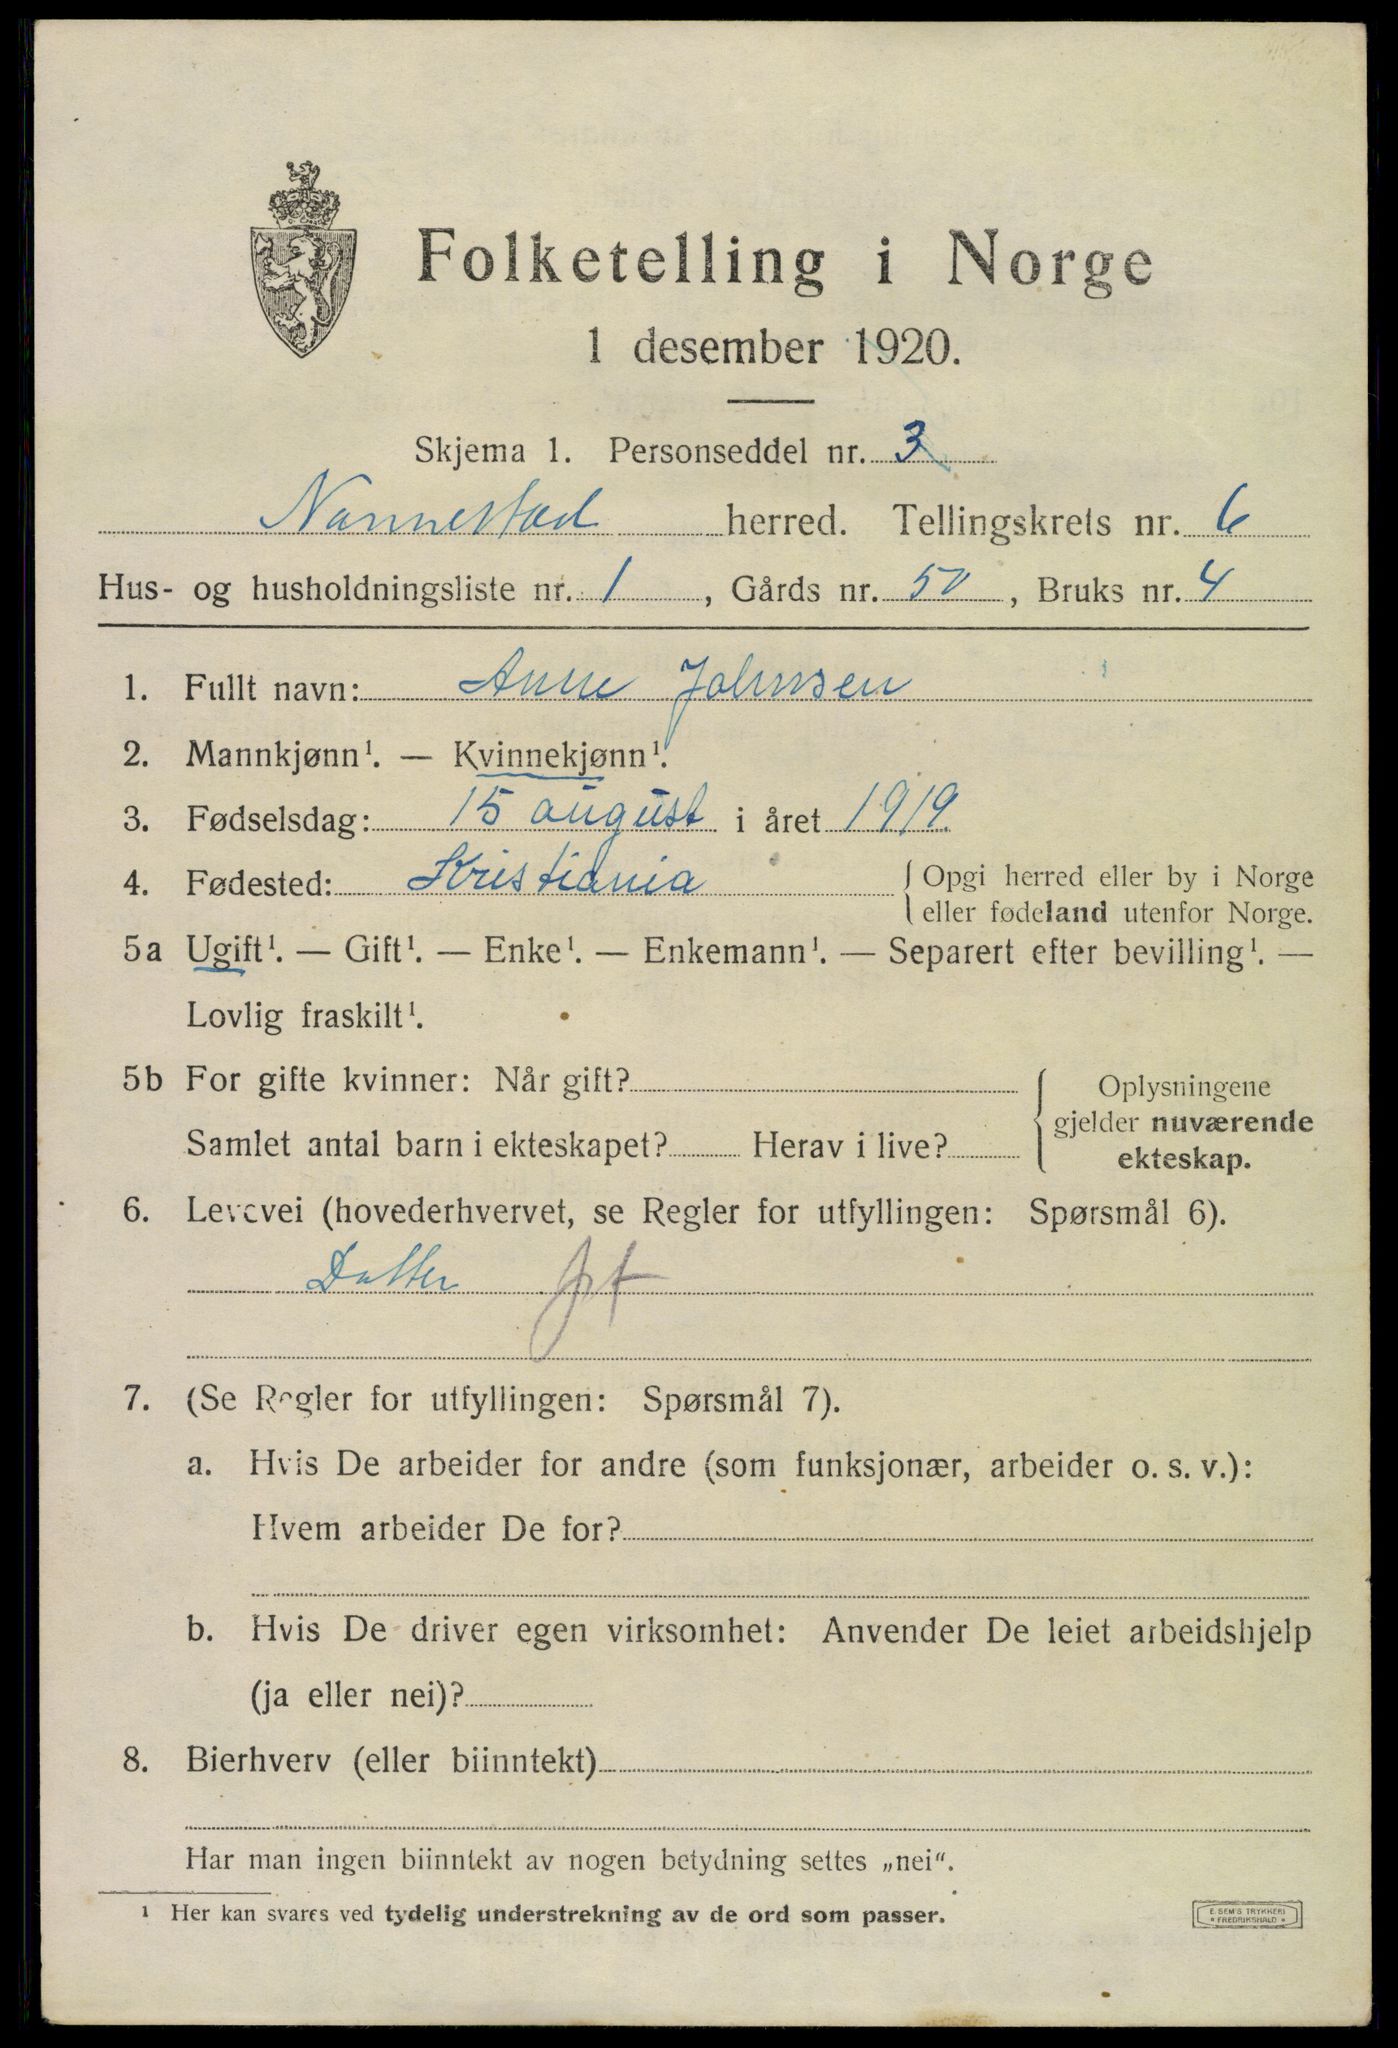 Folketelling i Norge
1 desember 1920.
Skjema 1. Personseddel nr. 3
Nannestad herred. Tellingskrets nr. 6
Hus- og husholdningsliste nr. 1, Gårds nr. 50, Bruks nr. 4
1. Fullt navn: Anne Johnsen
2. Mannkjønn¹. — Kvinnekjønn¹.
3. Fødselsdag: 15 august i året 1919
4. Fødested: Kristiania { Opgi herred eller by i Norge
eller fødeland utenfor Norge.
5a Ugift¹. — Gift¹. — Enke¹. — Enkemann¹. — Separert efter bevilling¹. —
Lovlig fraskilt¹.
5b For gifte kvinner: Når gift?
Samlet antal barn i ekteskapet? Herav i live?
{ Oplysningene
gjelder nuværende
ekteskap.
6. Levevei (hovederhvervet, se Regler for utfyllingen: Spørsmål 6).
Datter
7. (Se Regler for utfyllingen: Spørsmål 7).
a. Hvis De arbeider for andre (som funksjonær, arbeider o. s. v.):
Hvem arbeider De for?
b. Hvis De driver egen virksomhet: Anvender De leiet arbeidshjelp
(ja eller nei)?
8. Bierhverv (eller biinntekt)
Har man ingen biinntekt av nogen betydning settes „nei“.
¹ Her kan svares ved tydelig understrekning av de ord som passer.
E. SEM'S TRYKKERI
* FREDRIKSHALD *